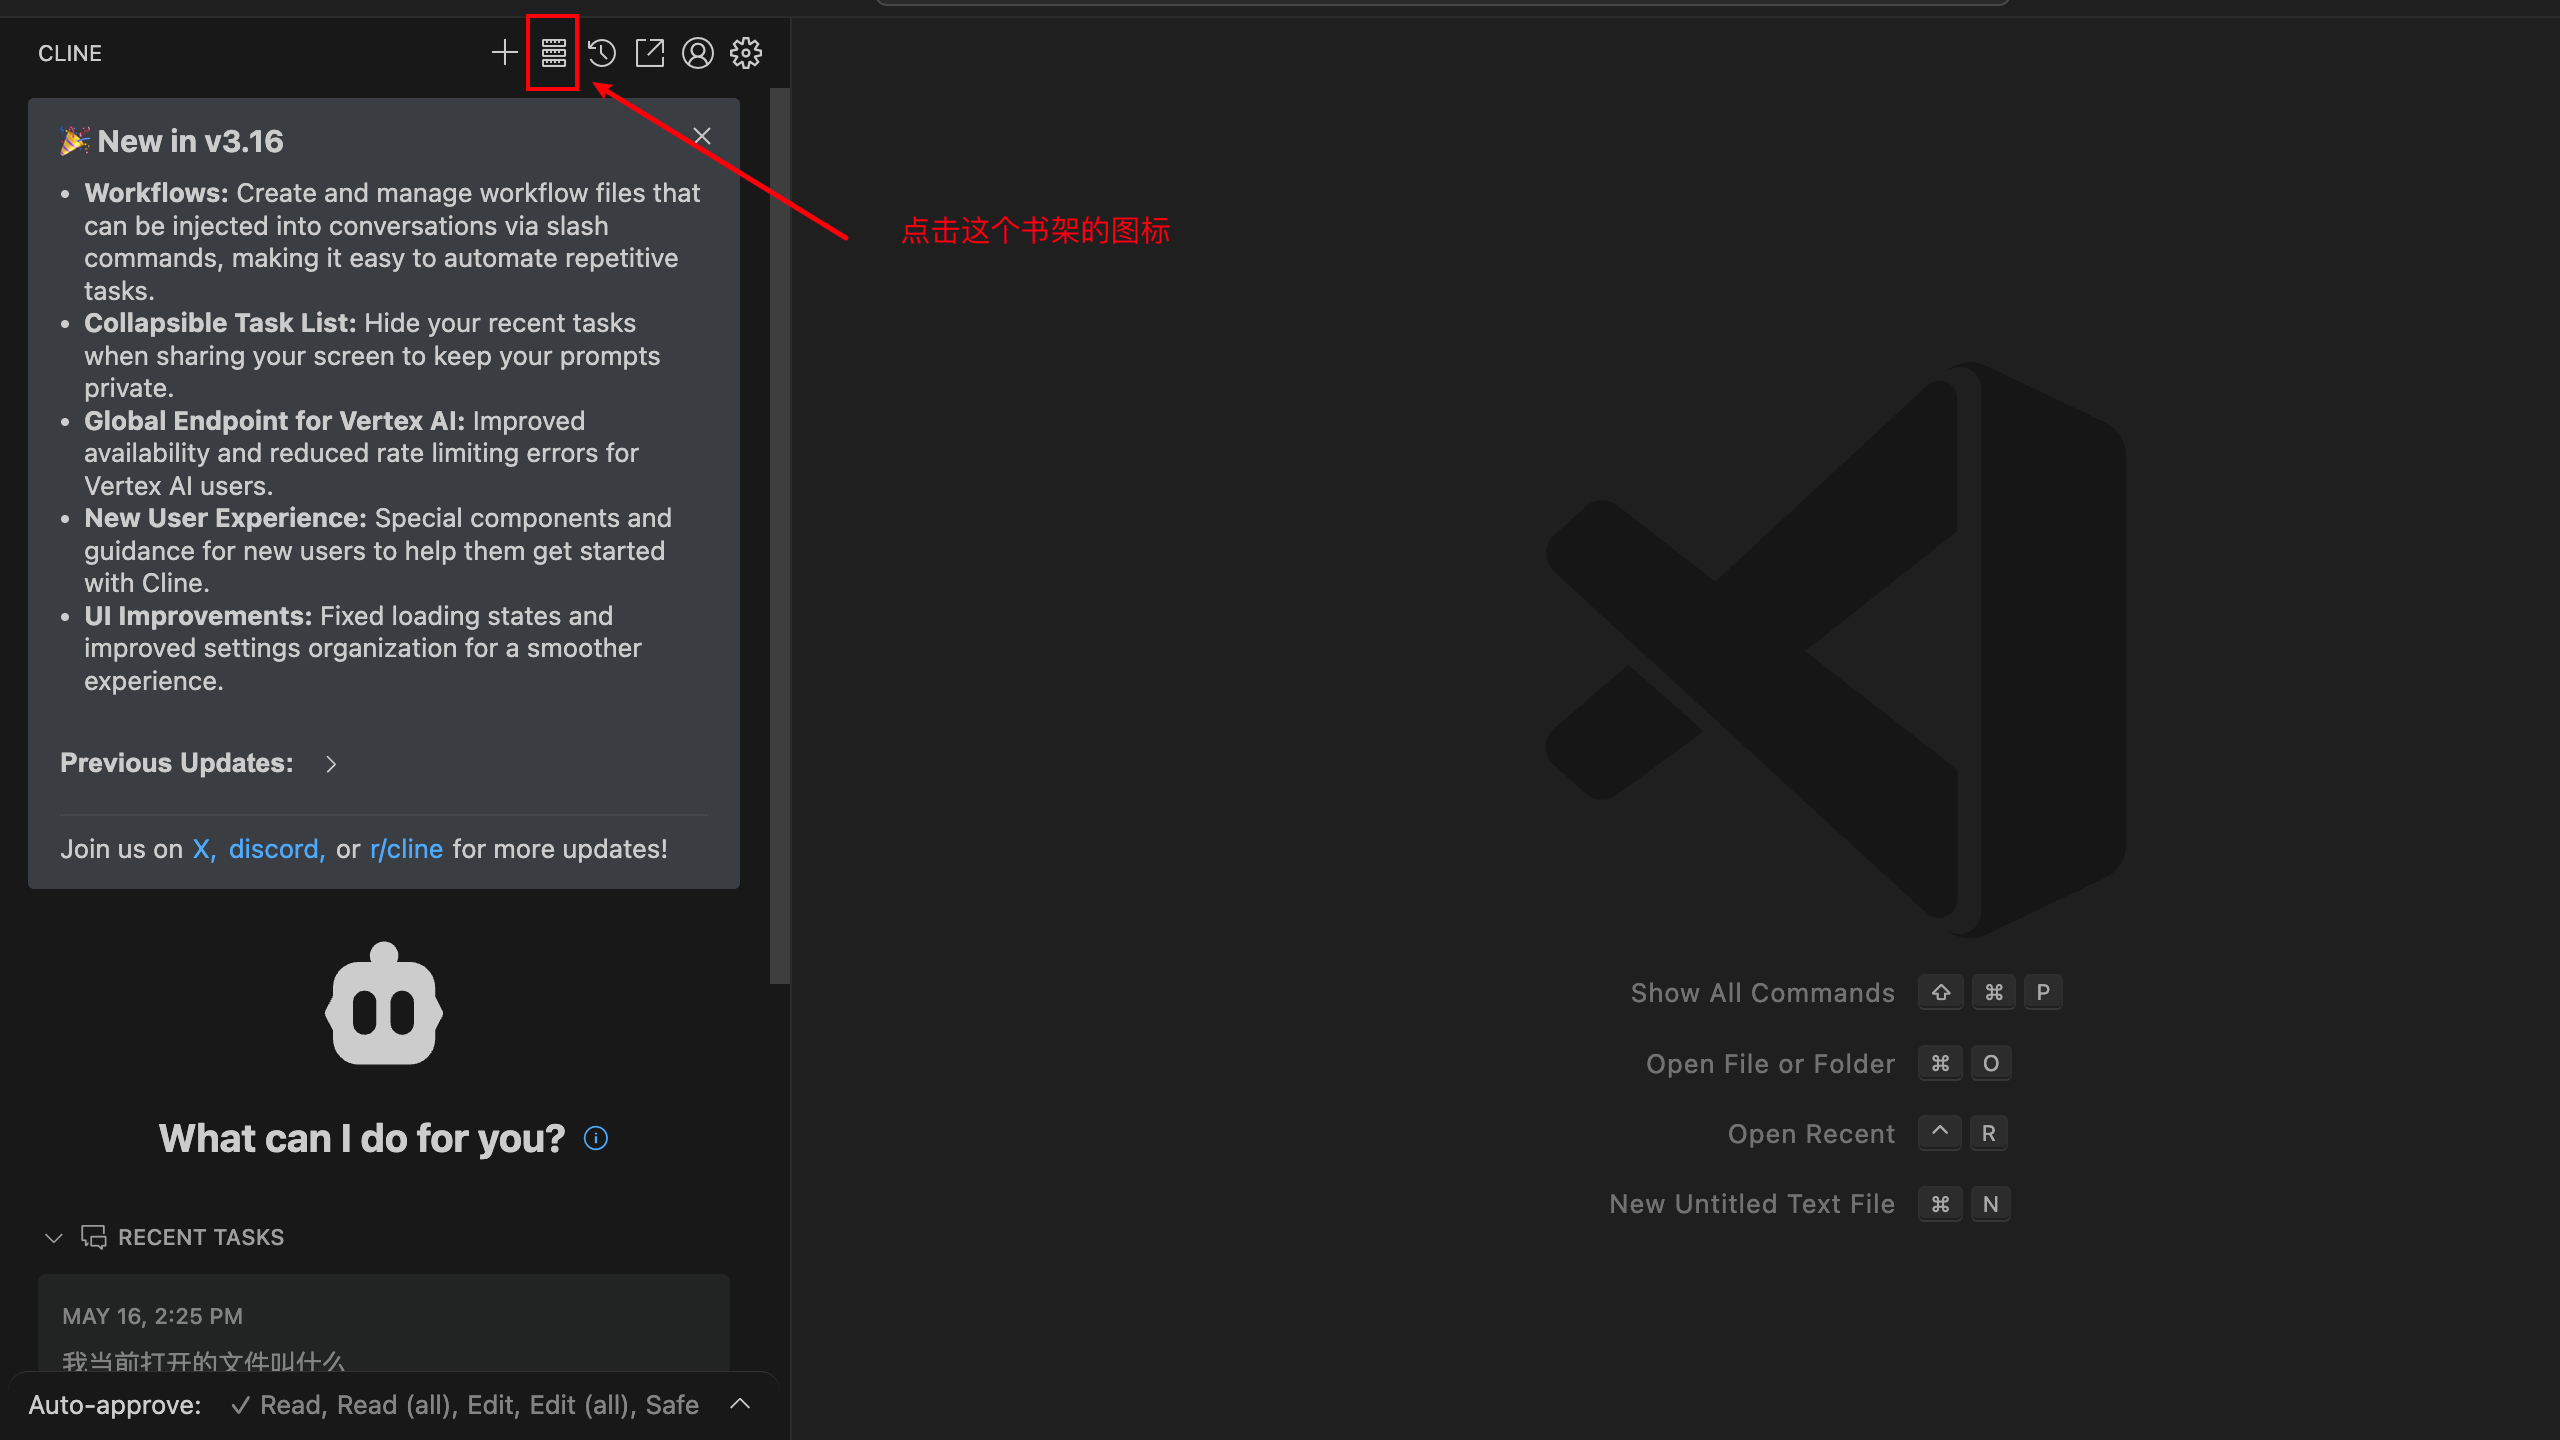 CLINE
🎉 New in v3.16
• Workflows: Create and manage workflow files that
can be injected into conversations via slash
commands, making it easy to automate repetitive
tasks.
• Collapsible Task List: Hide your recent tasks
when sharing your screen to keep your prompts
private.
• Global Endpoint for Vertex AI: Improved
availability and reduced rate limiting errors for
Vertex AI users.
• New User Experience: Special components and
guidance for new users to help them get started
with Cline.
• UI Improvements: Fixed loading states and
improved settings organization for a smoother
experience.
Previous Updates:
Join us on X, discord, or r/cline for more updates!
What can I do for you?
RECENT TASKS
MAY 16, 2:25 PM
我当前打开的文件叫什么
Auto-approve: ✓ Read, Read (all), Edit, Edit (all), Safe
点击这个书架的图标
Show All Commands ⇧ ⌘ P
Open File or Folder ⌘ O
Open Recent ^ R
New Untitled Text File ⌘ N